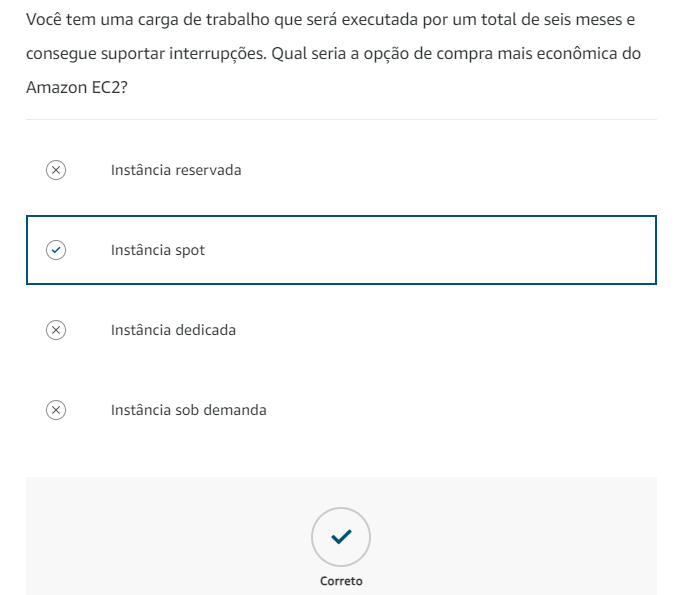 Você tem uma carga de trabalho que será executada por um total de seis meses e
consegue suportar interrupções. Qual seria a opção de compra mais econômica do
Amazon EC2?
Instância reservada
Instância spot
Instância dedicada
Instância sob demanda
Correto